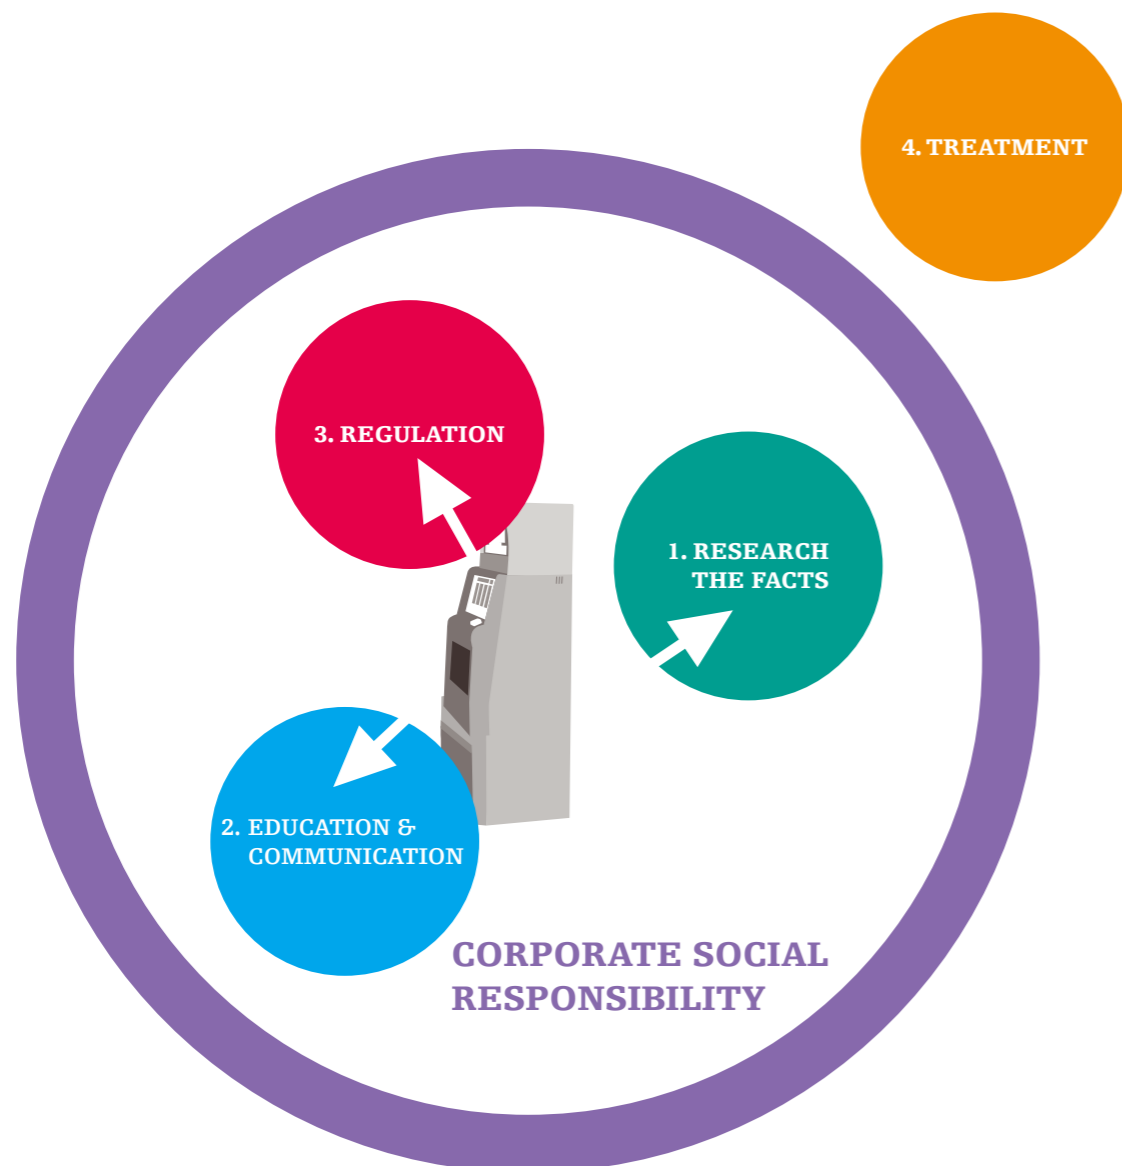 4. TREATMENT
3. REGULATION
1. RESEARCH
THE FACTS
2. EDUCATION &
COMMUNICATION
CORPORATE SOCIAL
RESPONSIBILITY